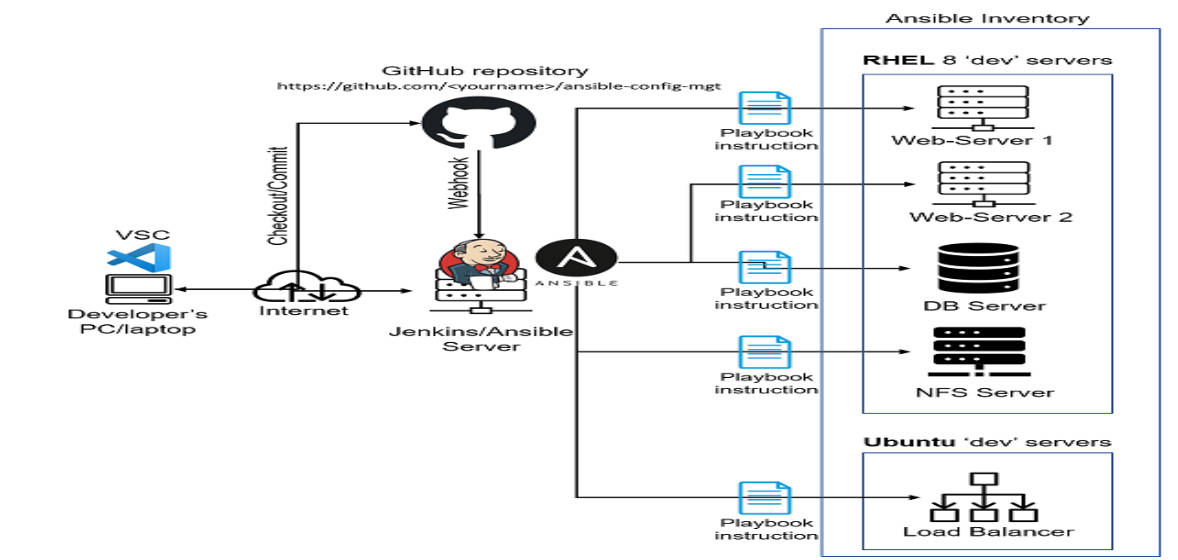 Ansible Inventory
RHEL 8 'dev' servers
GitHub repository
https://github.com/<yourname>/ansible-config-mgt
Playbook
instruction
Web-Server 1
Checkout/Commit
Webhook
Playbook
instruction
Web-Server 2
VSC
ANSIBLE
Playbook
instruction
DB Server
Developer's
PC/laptop
Internet
Jenkins/Ansible
Server
Playbook
instruction
NFS Server
Ubuntu 'dev' servers
Playbook
instruction
Load Balancer